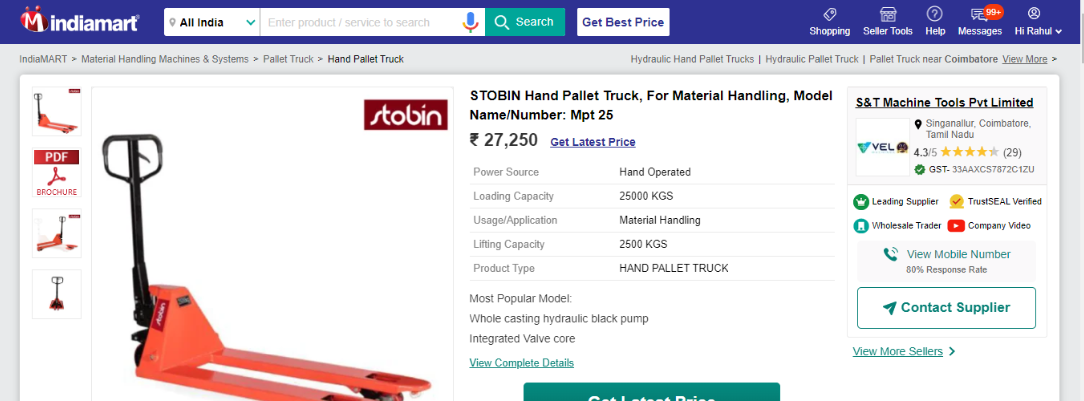 indiamart
All India
Enter product / service to search
Search
Get Best Price
Shopping
Seller Tools
Help
99+
Messages
Hi Rahul
IndiaMART > Material Handling Machines & Systems > Pallet Truck > Hand Pallet Truck
Hydraulic Hand Pallet Trucks | Hydraulic Pallet Truck | Pallet Truck near Coimbatore View More >
PDF
BROCHURE
stobin
stobin
STOBIN Hand Pallet Truck, For Material Handling, Model
Name/Number: Mpt 25
₹ 27,250 Get Latest Price
Power Source Hand Operated
Loading Capacity 25000 KGS
Usage/Application Material Handling
Lifting Capacity 2500 KGS
Product Type HAND PALLET TRUCK
Most Popular Model:
Whole casting hydraulic black pump
Integrated Valve core
View Complete Details
Get Latest Price
S&T Machine Tools Pvt Limited
VEL
Singanallur, Coimbatore,
Tamil Nadu
4.3/5 (29)
GST- 33AAXCS7872C1ZU
Leading Supplier TrustSEAL Verified
Wholesale Trader Company Video
View Mobile Number
80% Response Rate
Contact Supplier
View More Sellers >